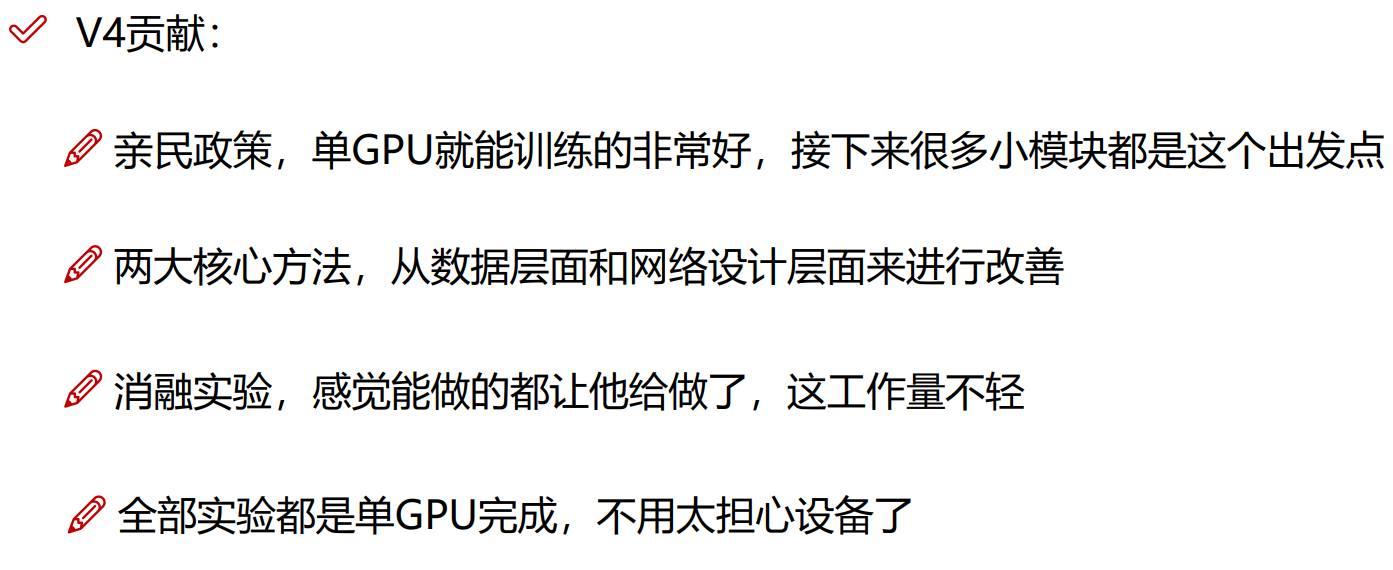 V4贡献：
亲民政策，单GPU就能训练的非常好，接下来很多小模块都是这个出发点
两大核心方法，从数据层面和网络设计层面来进行改善
消融实验，感觉能做的都让他给做了，这工作量不轻
全部实验都是单GPU完成，不用太担心设备了